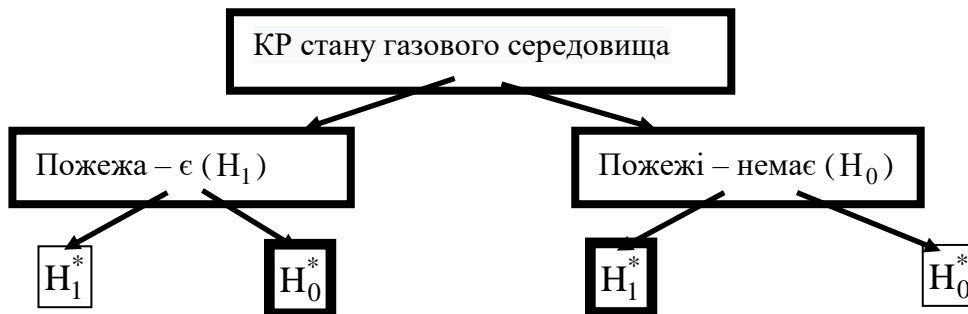 КР стану газового середовища
Пожежа – є (H₁)
Пожежі – немає (H₀)
H₁*
H₀*
H₁*
H₀*